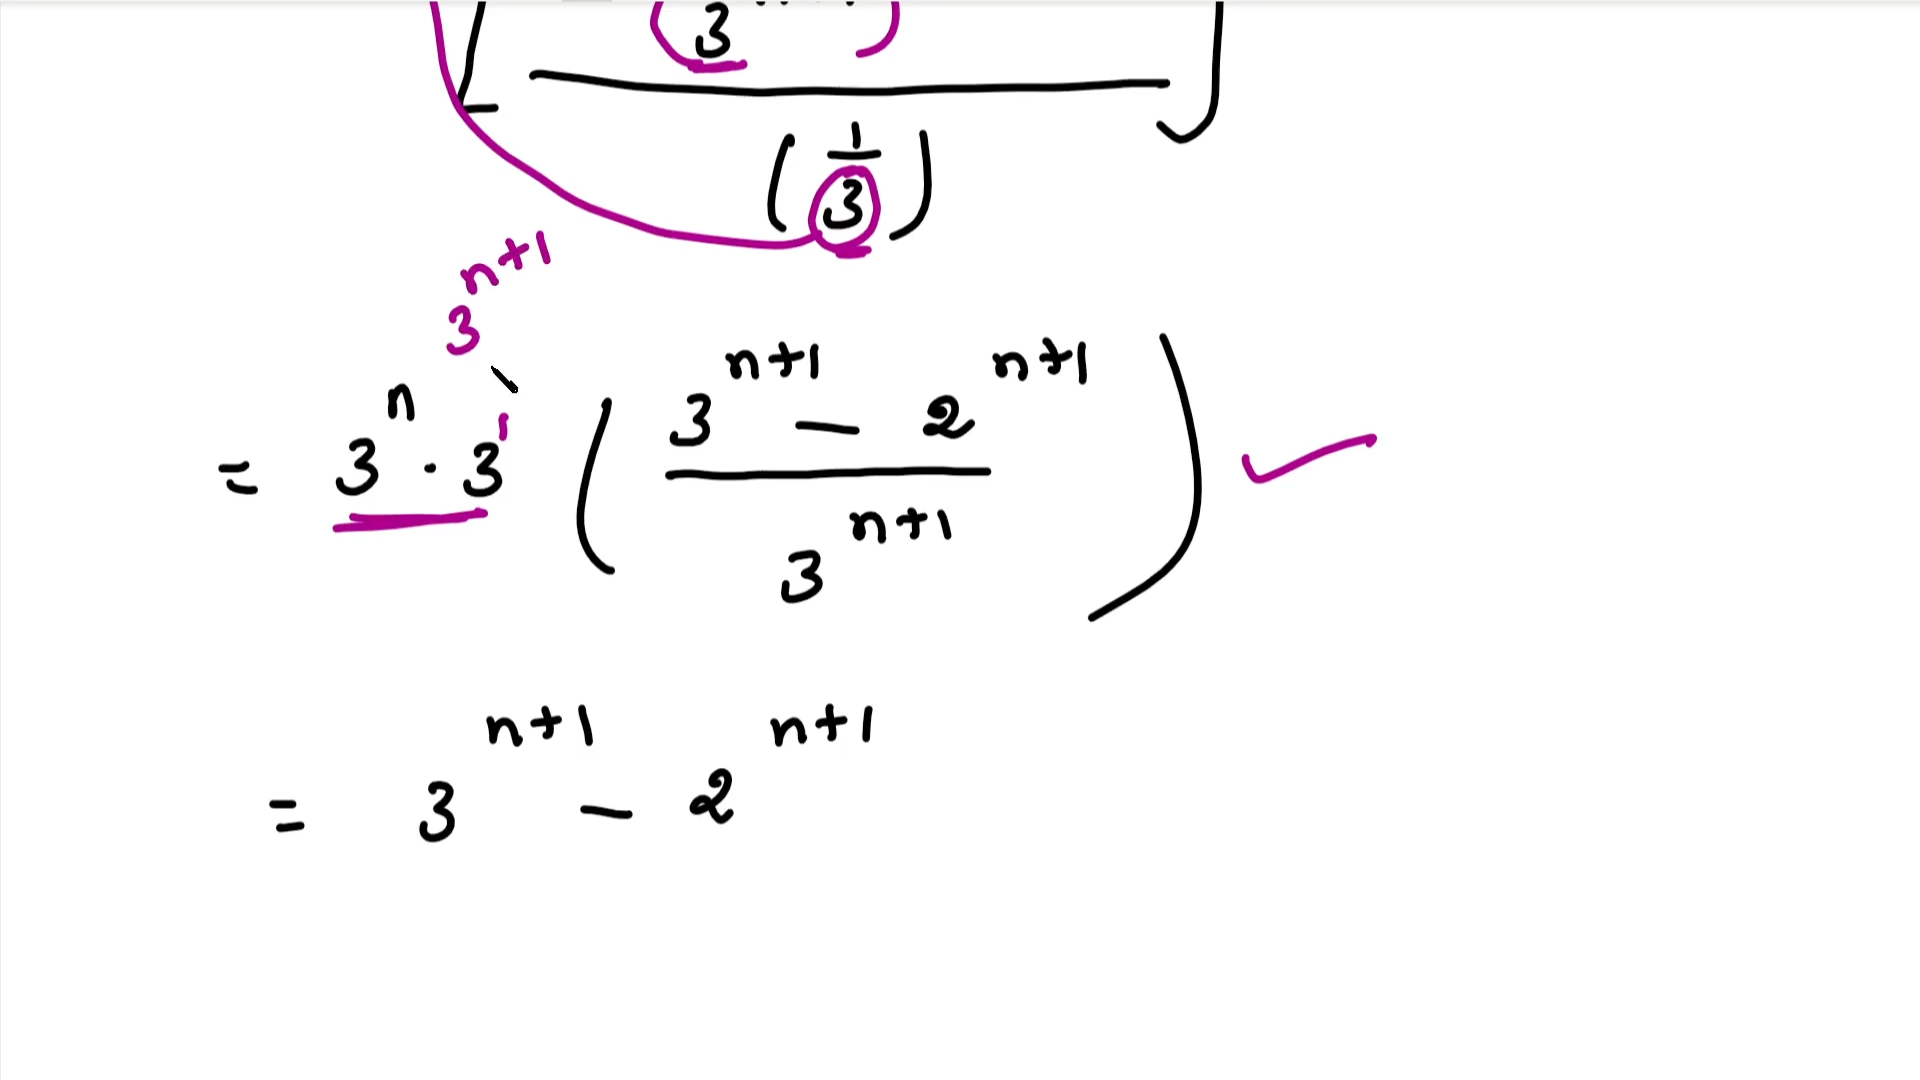 3
( 1/3 )
3^{n+1}
= 3^n · 3^1 ( (3^{n+1} − 2^{n+1}) / 3^{n+1} )
= 3^{n+1} − 2^{n+1}